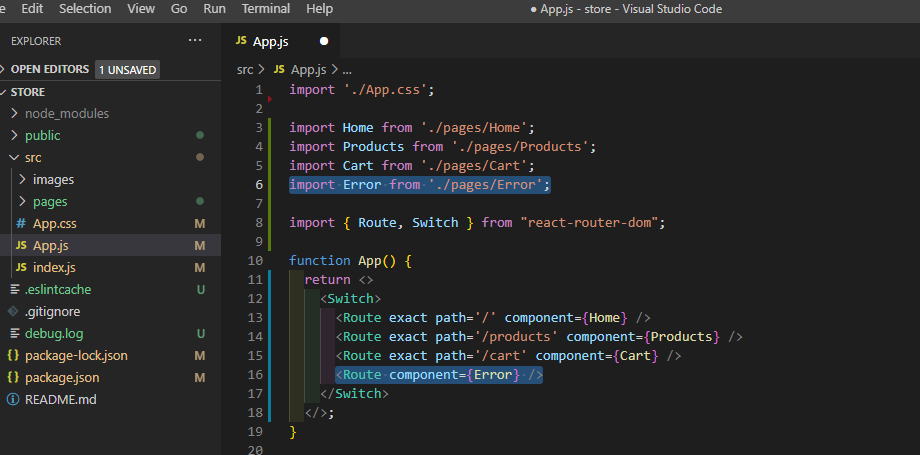 e Edit Selection View Go Run Terminal Help ● App.js - store - Visual Studio Code
EXPLORER ···
JS App.js ●
OPEN EDITORS 1 UNSAVED
src > JS App.js > ...
STORE
node_modules
public
src
images
pages
# App.css M
JS App.js M
JS index.js M
.eslintcache U
.gitignore
debug.log U
{} package-lock.json M
{} package.json M
README.md
1 import './App.css';
2
3 import Home from './pages/Home';
4 import Products from './pages/Products';
5 import Cart from './pages/Cart';
6 import Error from './pages/Error';
7
8 import { Route, Switch } from "react-router-dom";
9
10 function App() {
11 return <>
12 <Switch>
13 <Route exact path='/' component={Home} />
14 <Route exact path='/products' component={Products} />
15 <Route exact path='/cart' component={Cart} />
16 <Route component={Error} />
17 </Switch>
18 </>;
19 }
20